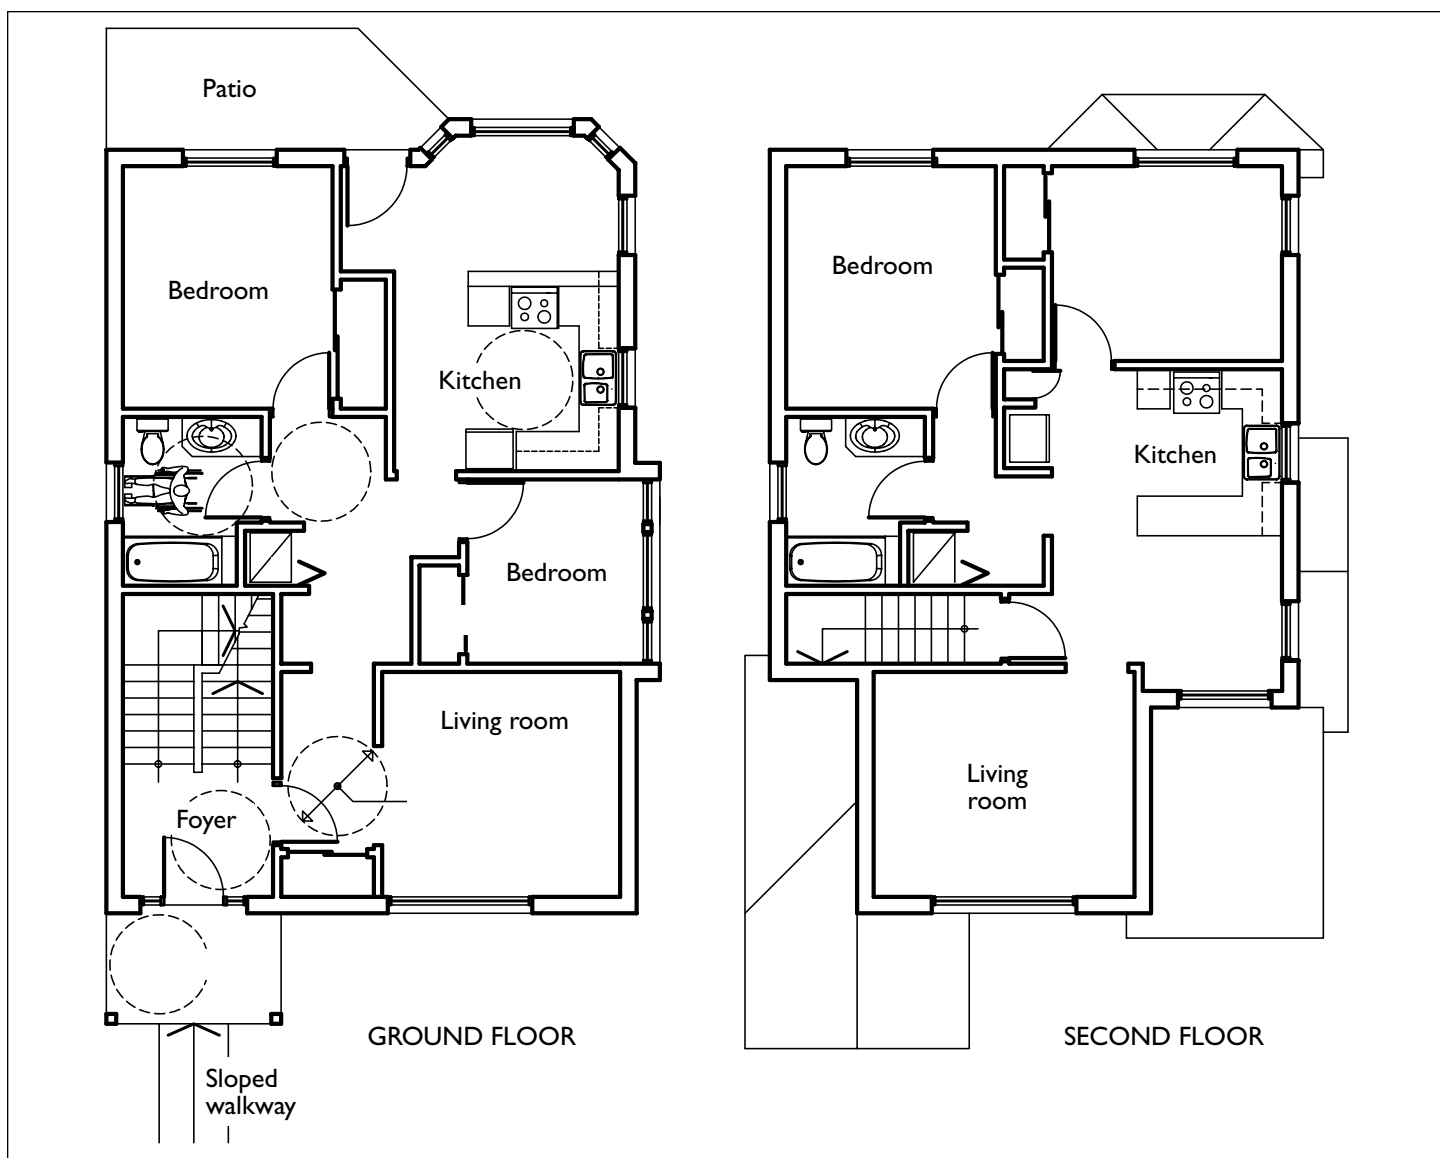 Patio
Bedroom
Kitchen
Bedroom
Living room
Foyer
GROUND FLOOR
Sloped
walkway
Bedroom
Kitchen
Living
room
SECOND FLOOR